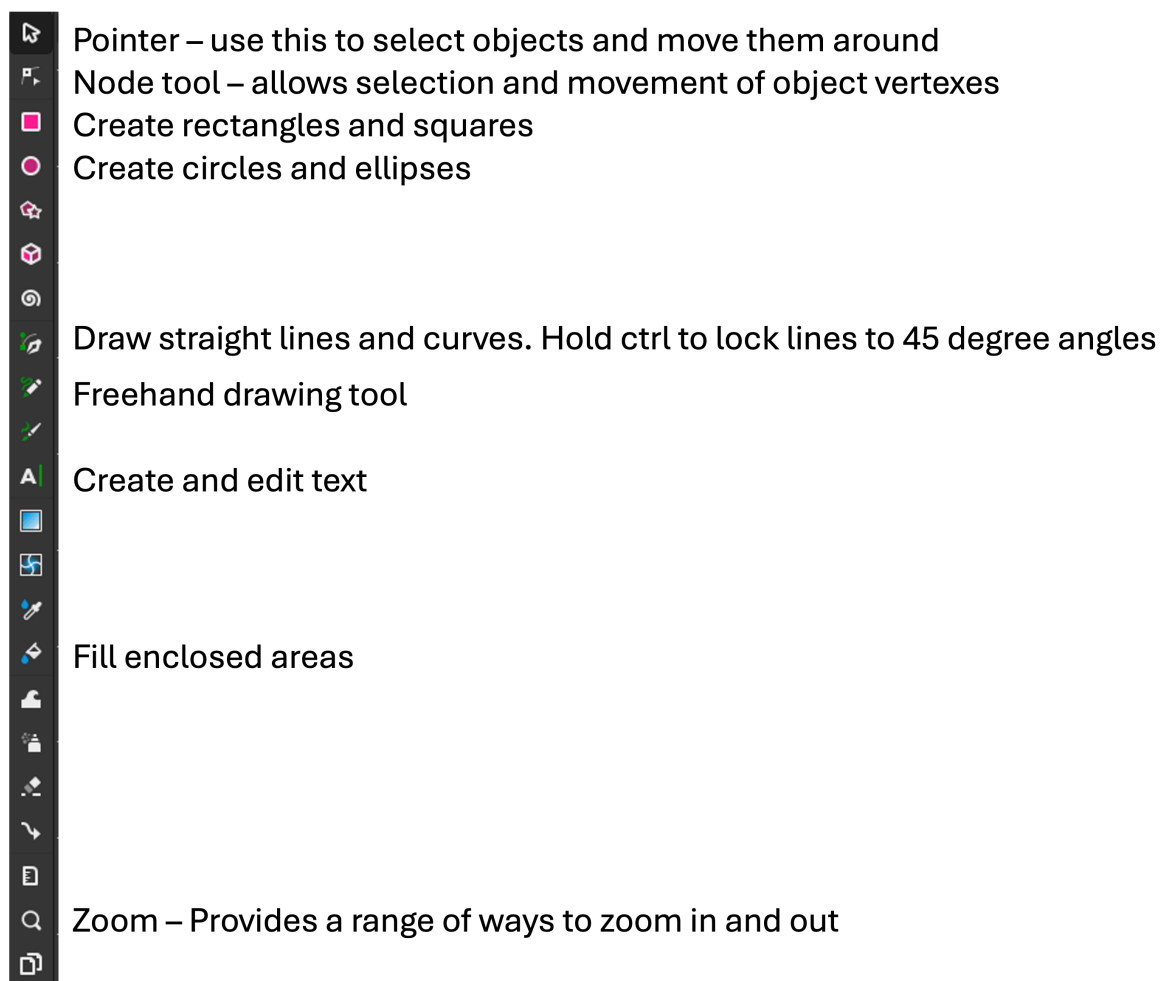 Pointer – use this to select objects and move them around
Node tool – allows selection and movement of object vertexes
Create rectangles and squares
Create circles and ellipses
Draw straight lines and curves. Hold ctrl to lock lines to 45 degree angles
Freehand drawing tool
A Create and edit text
Fill enclosed areas
Zoom – Provides a range of ways to zoom in and out